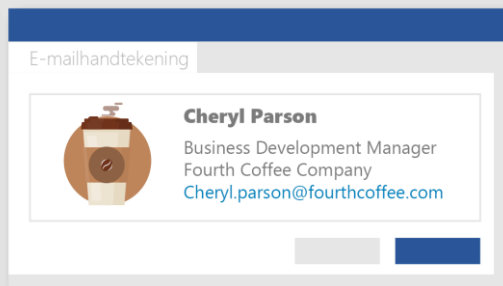 E-mailhandtekening
Cheryl Parson
Business Development Manager
Fourth Coffee Company
Cheryl.parson@fourthcoffee.com